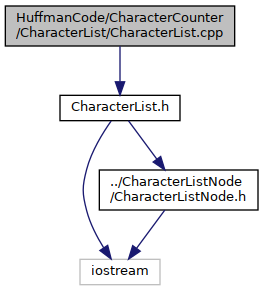 HuffmanCode/CharacterCounter
/CharacterList/CharacterList.cpp
CharacterList.h
../CharacterListNode
/CharacterListNode.h
iostream